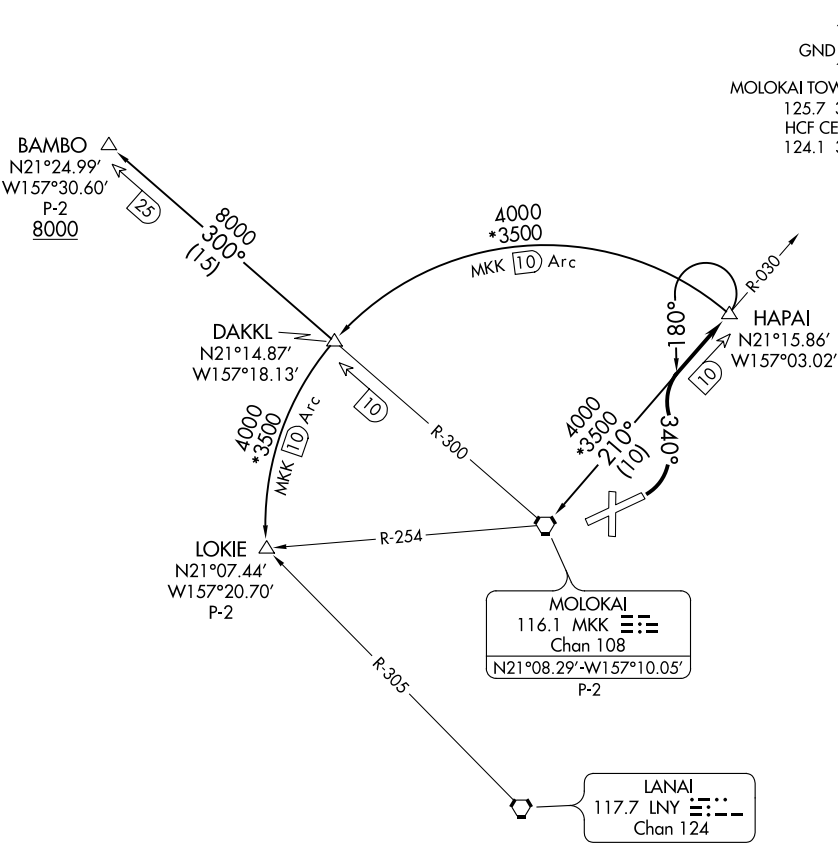 GND
MOLOKAI TOW
125.7 3
HCF CE
124.1 3
BAMBO
N21°24.99′
W157°30.60′
P-2
8000
25
8000
300°
(15)
4000
*3500
MKK 10 Arc
R-030
HAPAI
N21°15.86′
W157°03.02′
180°
10
340°
DAKKL
N21°14.87′
W157°18.13′
10
4000
*3500
MKK 10 Arc
R-300
4000
*3500
210°
(10)
LOKIE
N21°07.44′
W157°20.70′
P-2
R-254
MOLOKAI
116.1 MKK
Chan 108
N21°08.29′-W157°10.05′
P-2
R-305
LANAI
117.7 LNY
Chan 124